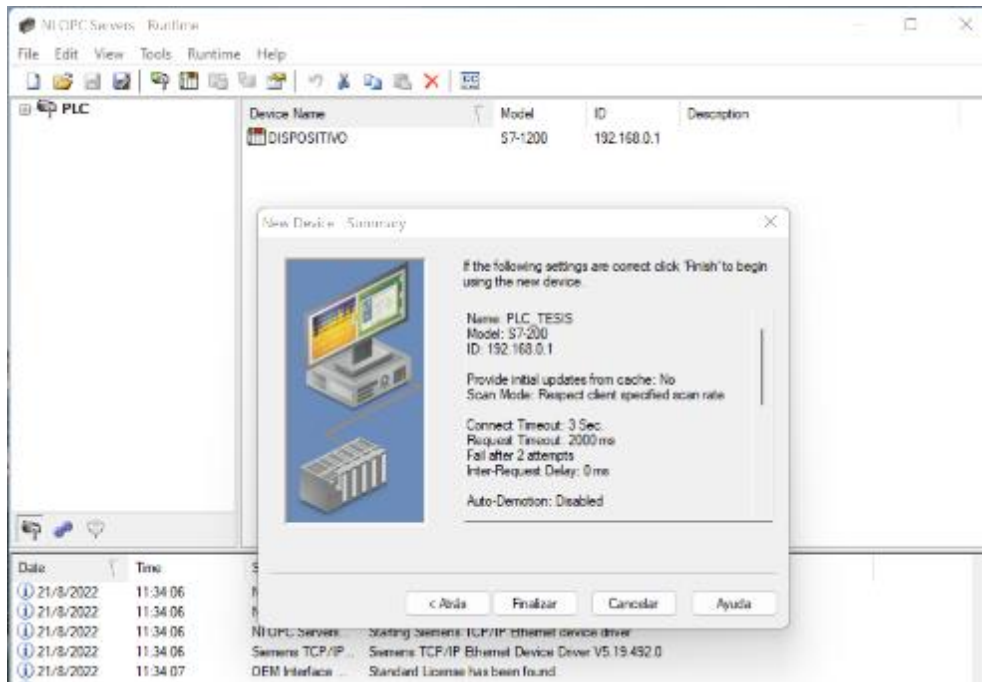 NI OPC Servers - Runtime
File Edit View Tools Runtime Help
PLC
Device Name Model ID Description
DISPOSITIVO S7-1200 192.168.0.1
New Device - Summary
If the following settings are correct click 'Finish' to begin
using the new device.
Name: PLC_TESIS
Model: S7-200
ID: 192.168.0.1
Provide initial updates from cache: No
Scan Mode: Respect client specified scan rate
Connect Timeout: 3 Sec.
Request Timeout: 2000 ms
Fail after 2 attempts
Inter-Request Delay: 0 ms
Auto-Demotion: Disabled
< Atrás Finalizar Cancelar Ayuda
Date Time S
21/8/2022 11:34:06 N
21/8/2022 11:34:06 N
21/8/2022 11:34:06 NI OPC Servers... Starting Siemens TCP/IP Ethernet device driver
21/8/2022 11:34:06 Siemens TCP/IP... Siemens TCP/IP Ethernet Device Driver V5.19.492.0
21/8/2022 11:34:07 OEM Interface ... Standard License has been found.